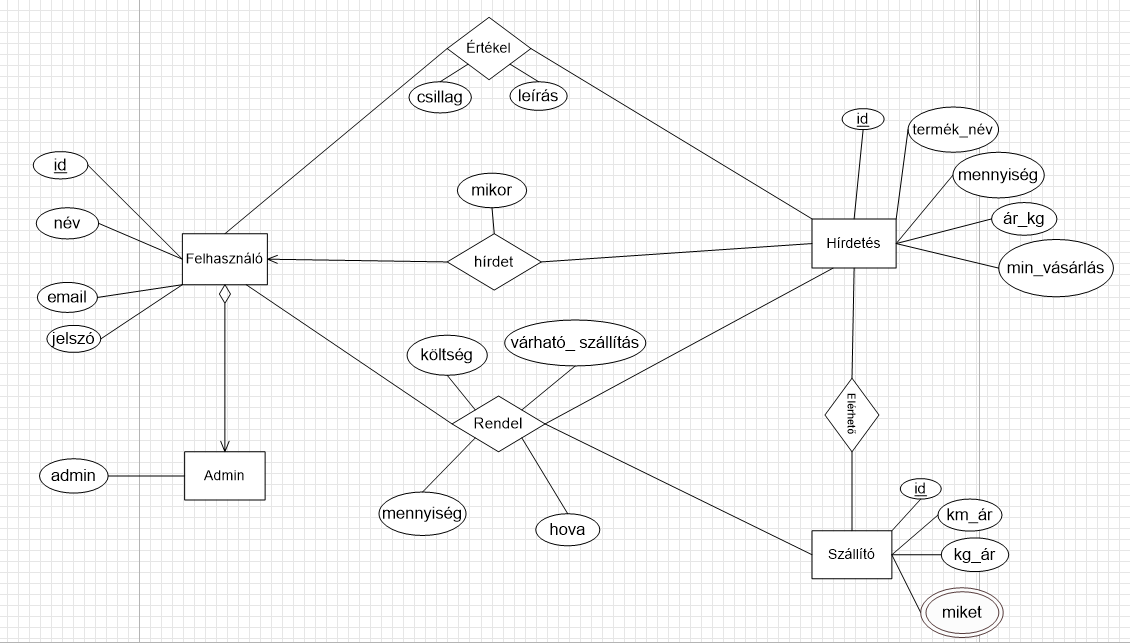 Értékel
csillag
leírás
id
termék_név
id
mikor
mennyiség
név
ár_kg
Felhasználó
hírdet
Hírdetés
min_vásárlás
email
jelszó
költség
várható_ szállítás
Rendel
Elérhető
admin
Admin
id
mennyiség
hova
km_ár
Szállító
kg_ár
miket